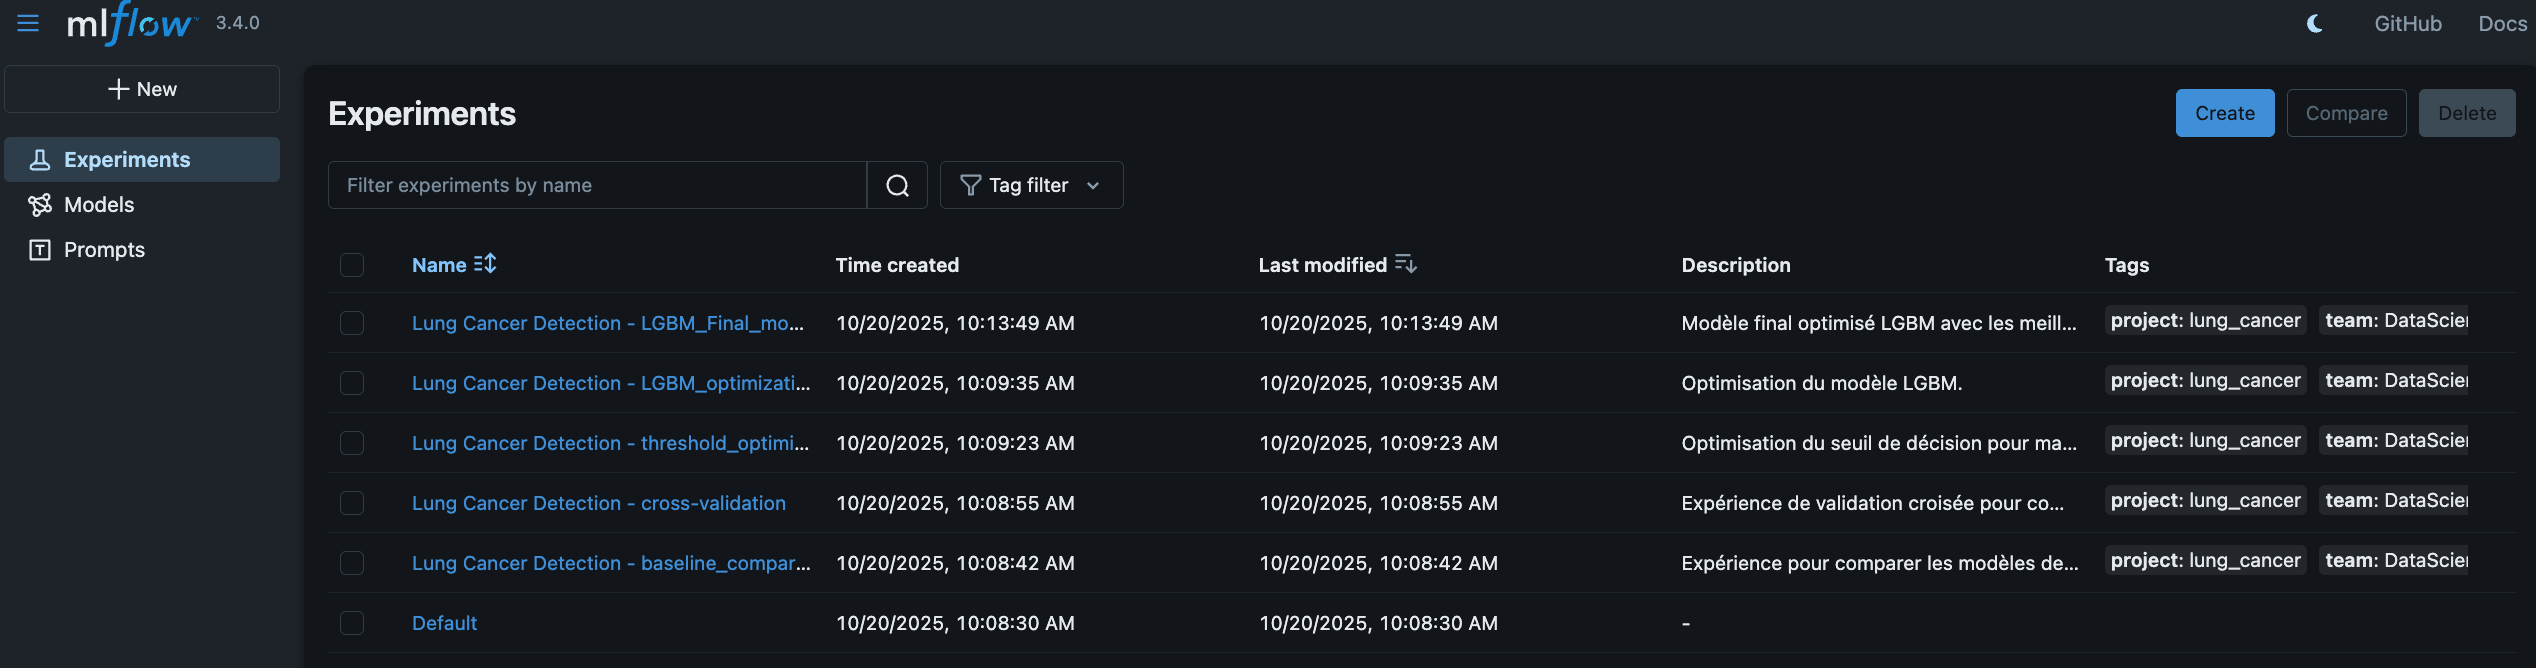 mlflow™ 3.4.0 GitHub Docs
New
Experiments
Models
Prompts
Experiments
Create Compare Delete
Filter experiments by name Tag filter
Name Time created Last modified Description Tags
Lung Cancer Detection - LGBM_Final_mo... 10/20/2025, 10:13:49 AM 10/20/2025, 10:13:49 AM Modèle final optimisé LGBM avec les meill... project: lung_cancer team: DataScie
Lung Cancer Detection - LGBM_optimizati... 10/20/2025, 10:09:35 AM 10/20/2025, 10:09:35 AM Optimisation du modèle LGBM. project: lung_cancer team: DataScie
Lung Cancer Detection - threshold_optimi... 10/20/2025, 10:09:23 AM 10/20/2025, 10:09:23 AM Optimisation du seuil de décision pour ma... project: lung_cancer team: DataScie
Lung Cancer Detection - cross-validation 10/20/2025, 10:08:55 AM 10/20/2025, 10:08:55 AM Expérience de validation croisée pour co... project: lung_cancer team: DataScie
Lung Cancer Detection - baseline_compar... 10/20/2025, 10:08:42 AM 10/20/2025, 10:08:42 AM Expérience pour comparer les modèles de... project: lung_cancer team: DataScie
Default 10/20/2025, 10:08:30 AM 10/20/2025, 10:08:30 AM -